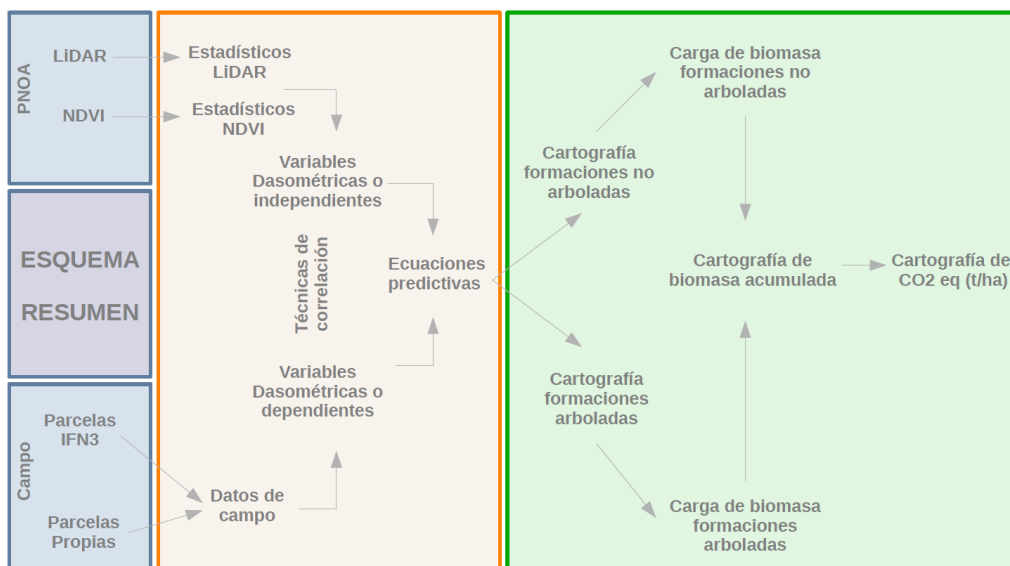 PNOA
LiDAR
NDVI
ESQUEMA
RESUMEN
Campo
Parcelas
IFN3
Parcelas
Propias
Estadísticos
LiDAR
Estadísticos
NDVI
Variables
Dasométricas o
independientes
Técnicas de
correlación
Ecuaciones
predictivas
Variables
Dasométricas o
dependientes
Datos de
campo
Carga de biomasa
formaciones no
arboladas
Cartografía
formaciones no
arboladas
Cartografía de
biomasa acumulada
Cartografía de
CO2 eq (t/ha)
Cartografía
formaciones
arboladas
Carga de biomasa
formaciones
arboladas